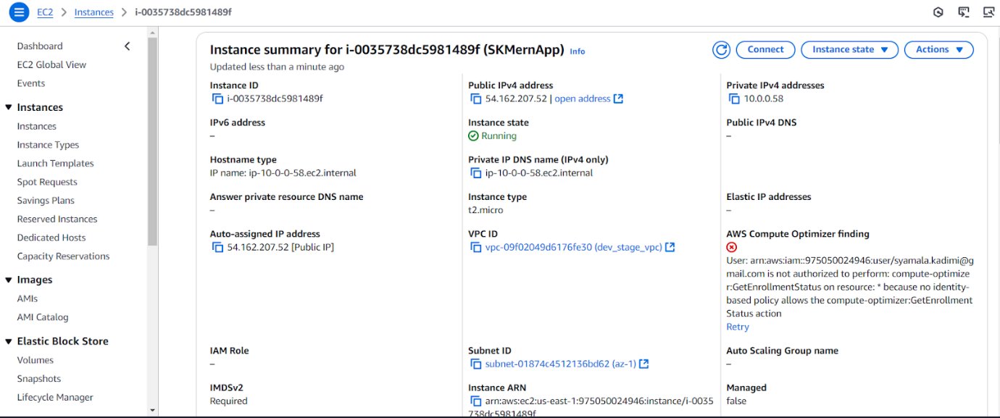 EC2 > Instances > i-0035738dc5981489f
Dashboard
EC2 Global View
Events
Instances
Instances
Instance Types
Launch Templates
Spot Requests
Savings Plans
Reserved Instances
Dedicated Hosts
Capacity Reservations
Images
AMIs
AMI Catalog
Elastic Block Store
Volumes
Snapshots
Lifecycle Manager
Instance summary for i-0035738dc5981489f (SKMernApp) Info
Updated less than a minute ago
Connect
Instance state
Actions
Instance ID
i-0035738dc5981489f
Public IPv4 address
54.162.207.52 | open address
Private IPv4 addresses
10.0.0.58
IPv6 address
–
Instance state
Running
Public IPv4 DNS
–
Hostname type
IP name: ip-10-0-0-58.ec2.internal
Private IP DNS name (IPv4 only)
ip-10-0-0-58.ec2.internal
Answer private resource DNS name
–
Instance type
t2.micro
Elastic IP addresses
–
Auto-assigned IP address
54.162.207.52 [Public IP]
VPC ID
vpc-09f02049d6176fe30 (dev_stage_vpc)
AWS Compute Optimizer finding
User: arn:aws:iam::975050024946:user/syamala.kadimi@g
mail.com is not authorized to perform: compute-optimize
r:GetEnrollmentStatus on resource: * because no identity-
based policy allows the compute-optimizer:GetEnrollment
Status action
Retry
IAM Role
–
Subnet ID
subnet-01874c4512136bd62 (az-1)
Auto Scaling Group name
–
IMDSv2
Required
Instance ARN
arn:aws:ec2:us-east-1:975050024946:instance/i-0035
738dc5981489f
Managed
false